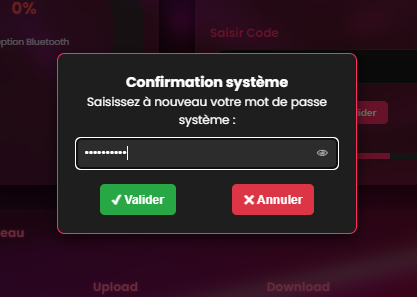 0%
ption Bluetooth
Saisir Code
Confirmation système
Saisissez à nouveau votre mot de passe
système :
••••••••••
ider
✔ Valider
✖ Annuler
eau
Upload
Download